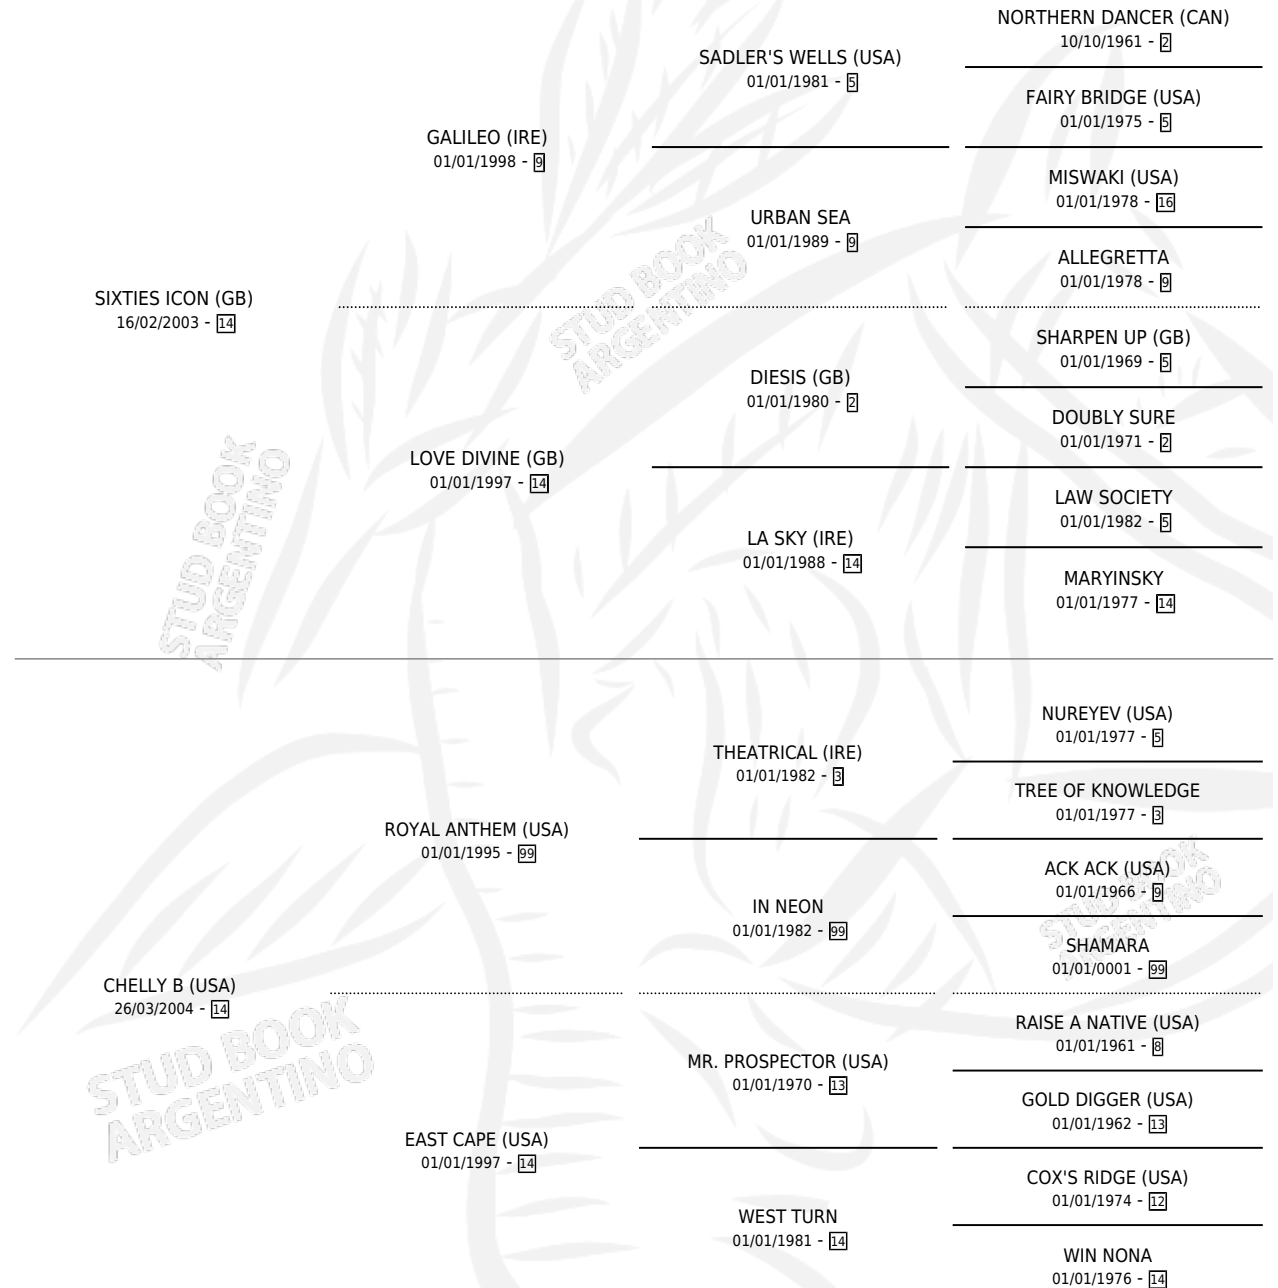 NORTHERN DANCER (CAN)
10/10/1961 - 2
SADLER'S WELLS (USA)
01/01/1981 - 5
FAIRY BRIDGE (USA)
01/01/1975 - 5
GALILEO (IRE)
01/01/1998 - 9
MISWAKI (USA)
01/01/1978 - 16
URBAN SEA
01/01/1989 - 9
ALLEGRETTA
01/01/1978 - 9
SIXTIES ICON (GB)
16/02/2003 - 14
STUD BOOK
ARGENTINO
SHARPEN UP (GB)
01/01/1969 - 5
DIESIS (GB)
01/01/1980 - 2
DOUBLY SURE
01/01/1971 - 2
LOVE DIVINE (GB)
01/01/1997 - 14
LAW SOCIETY
01/01/1982 - 5
LA SKY (IRE)
01/01/1988 - 14
MARYINSKY
01/01/1977 - 14
STUD BOOK
ARGENTINO
NUREYEV (USA)
01/01/1977 - 5
THEATRICAL (IRE)
01/01/1982 - 3
TREE OF KNOWLEDGE
01/01/1977 - 3
ROYAL ANTHEM (USA)
01/01/1995 - 99
ACK ACK (USA)
01/01/1966 - 9
IN NEON
01/01/1982 - 99
STUD BOOK
ARGENTINO
SHAMARA
01/01/0001 - 99
CHELLY B (USA)
26/03/2004 - 14
STUD BOOK
ARGENTINO
RAISE A NATIVE (USA)
01/01/1961 - 8
MR. PROSPECTOR (USA)
01/01/1970 - 13
GOLD DIGGER (USA)
01/01/1962 - 13
EAST CAPE (USA)
01/01/1997 - 14
COX'S RIDGE (USA)
01/01/1974 - 12
WEST TURN
01/01/1981 - 14
WIN NONA
01/01/1976 - 14